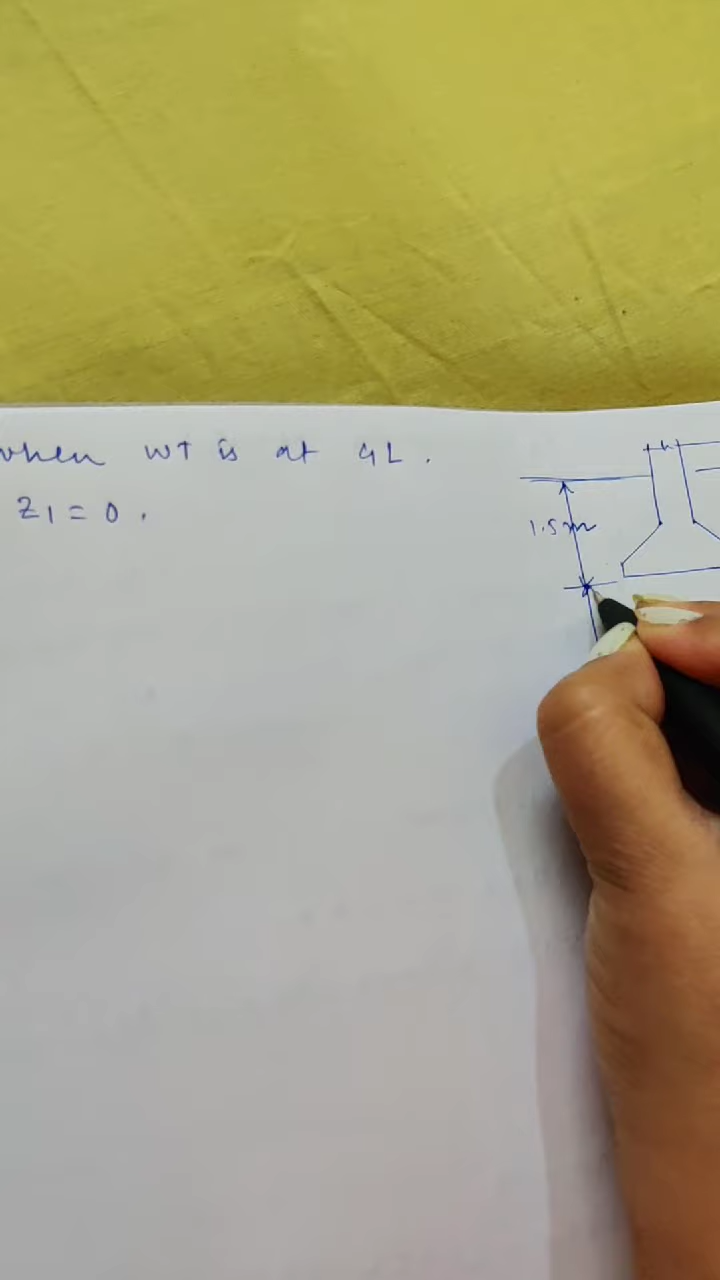 when WT is at GL.
Z1 = 0.
1.5m